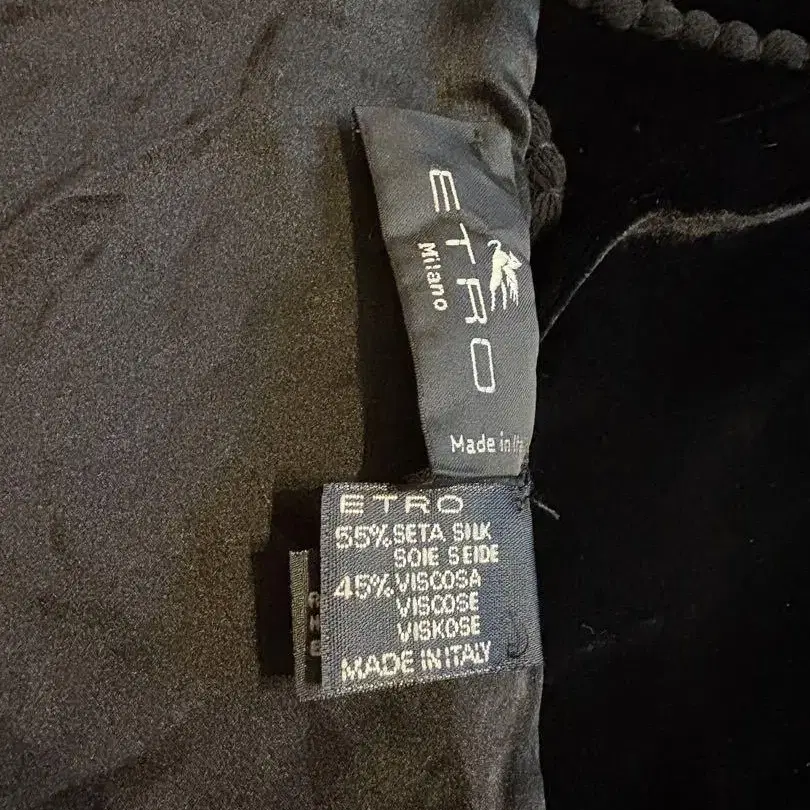 ETRO
Milano
Made in
ETRO
55% SETA SILK
SOIE SEIDE
45% VISCOSA
VISCOSE
VISKOSE
MADE IN ITALY